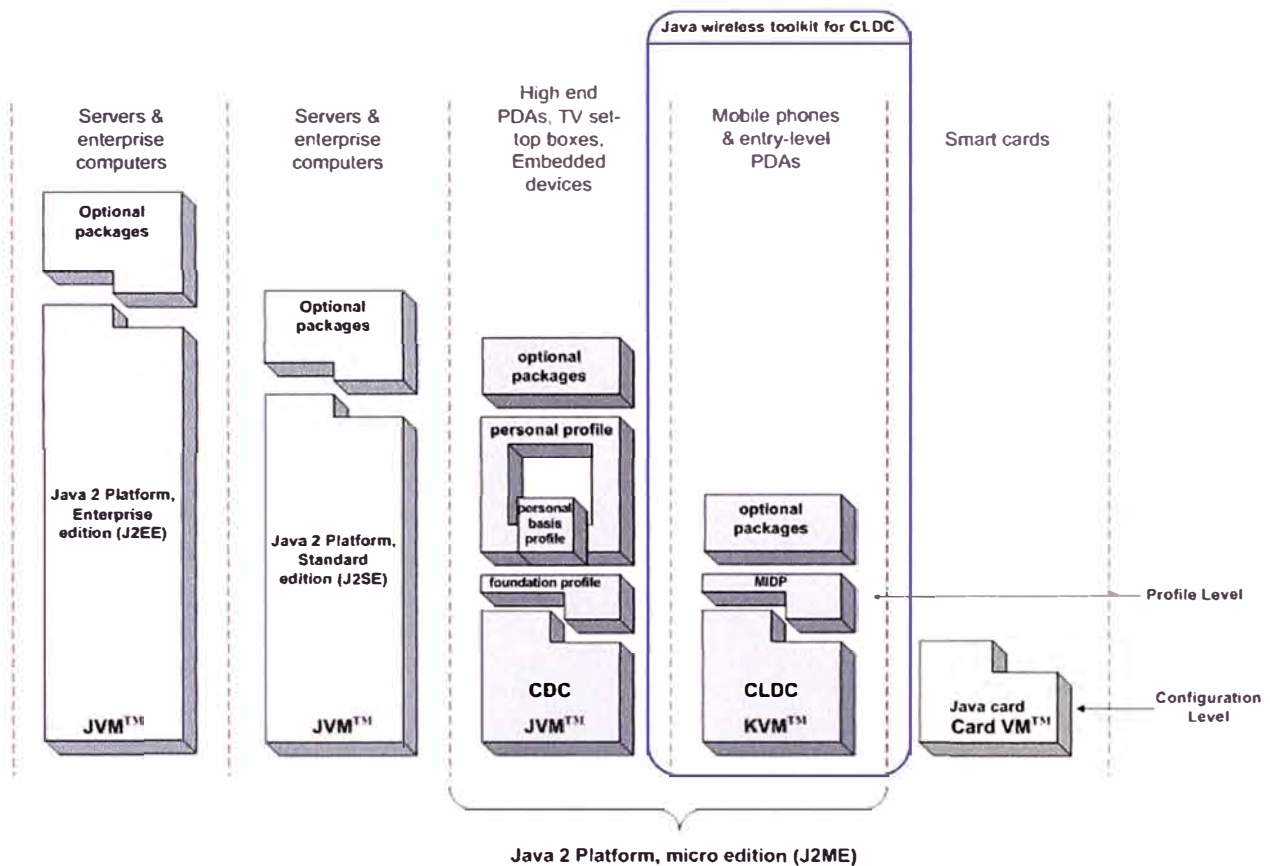 Java wireless toolkit for CLDC
Servers &
enterprise
computers
Servers &
enterprise
computers
High end
PDAs, TV set-
top boxes,
Embedded
devices
Mobile phones
& entry-level
PDAs
Smart cards
Optional
packages
Java 2 Platform,
Enterprise
edition (J2EE)
JVM™
Optional
packages
Java 2 Platform,
Standard
edition (J2SE)
JVM™
optional
packages
personal profile
personal
basis
profile
foundation profile
CDC
JVM™
optional
packages
MIDP
CLDC
KVM™
Java card
Card VM™
Profile Level
Configuration
Level
Java 2 Platform, micro edition (J2ME)